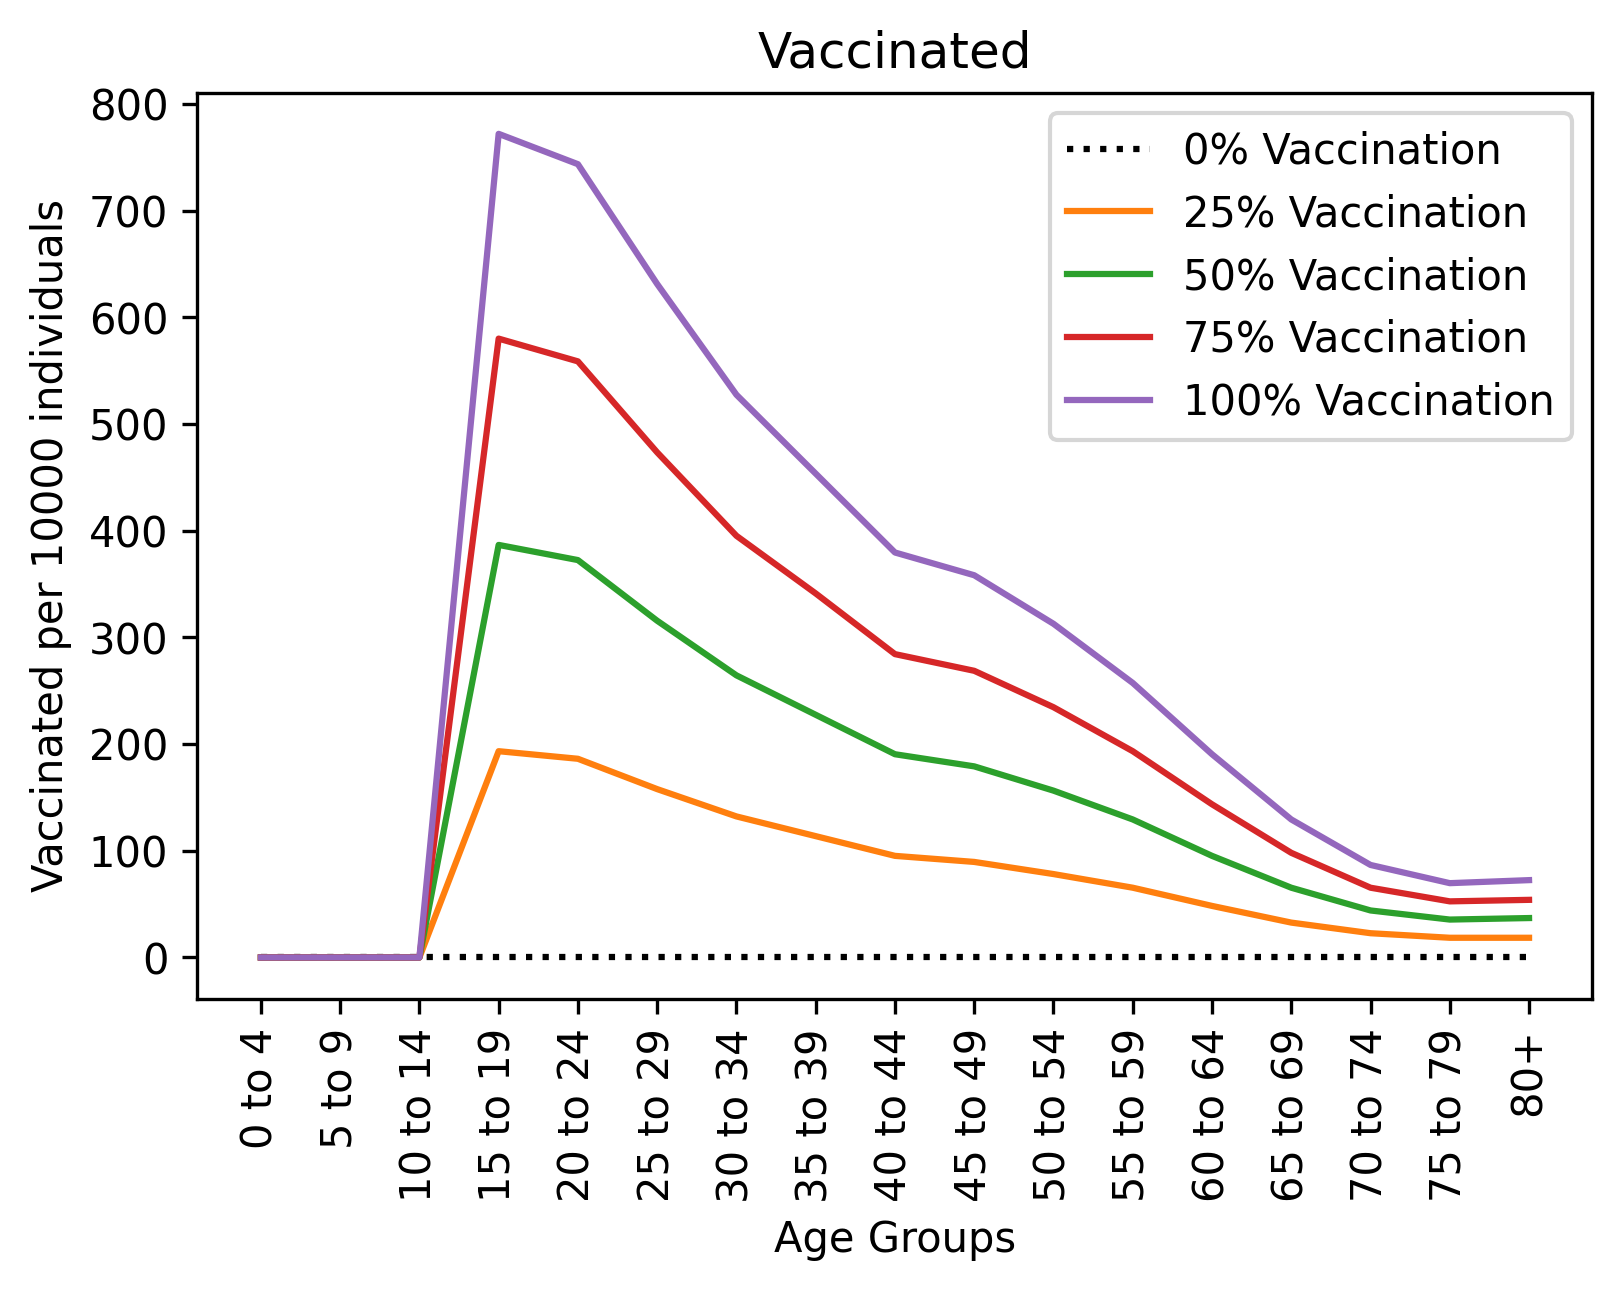 Vaccinated
800
700
600
500
400
300
200
100
0
Vaccinated per 10000 individuals
0% Vaccination
25% Vaccination
50% Vaccination
75% Vaccination
100% Vaccination
0 to 4
5 to 9
10 to 14
15 to 19
20 to 24
25 to 29
30 to 34
35 to 39
40 to 44
45 to 49
50 to 54
55 to 59
60 to 64
65 to 69
70 to 74
75 to 79
80+
Age Groups